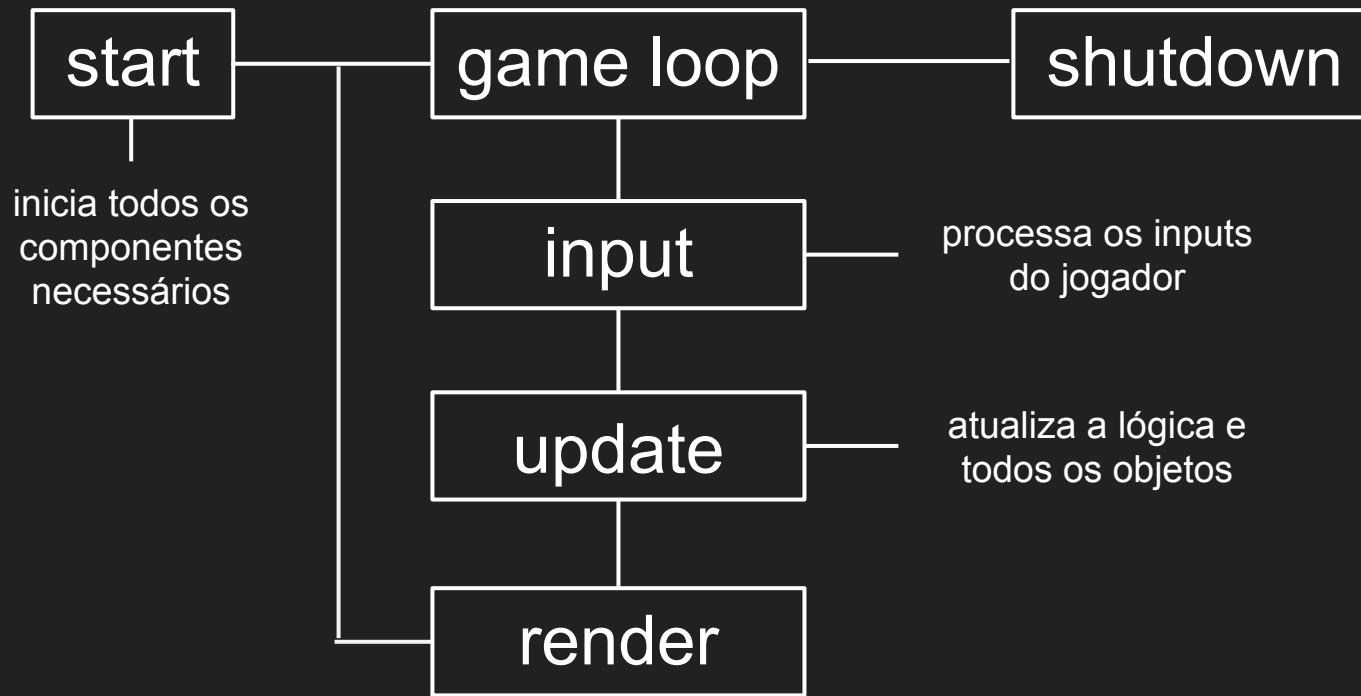 start
game loop
shutdown
inicia todos os
componentes
necessários
input
processa os inputs
do jogador
update
atualiza a lógica e
todos os objetos
render